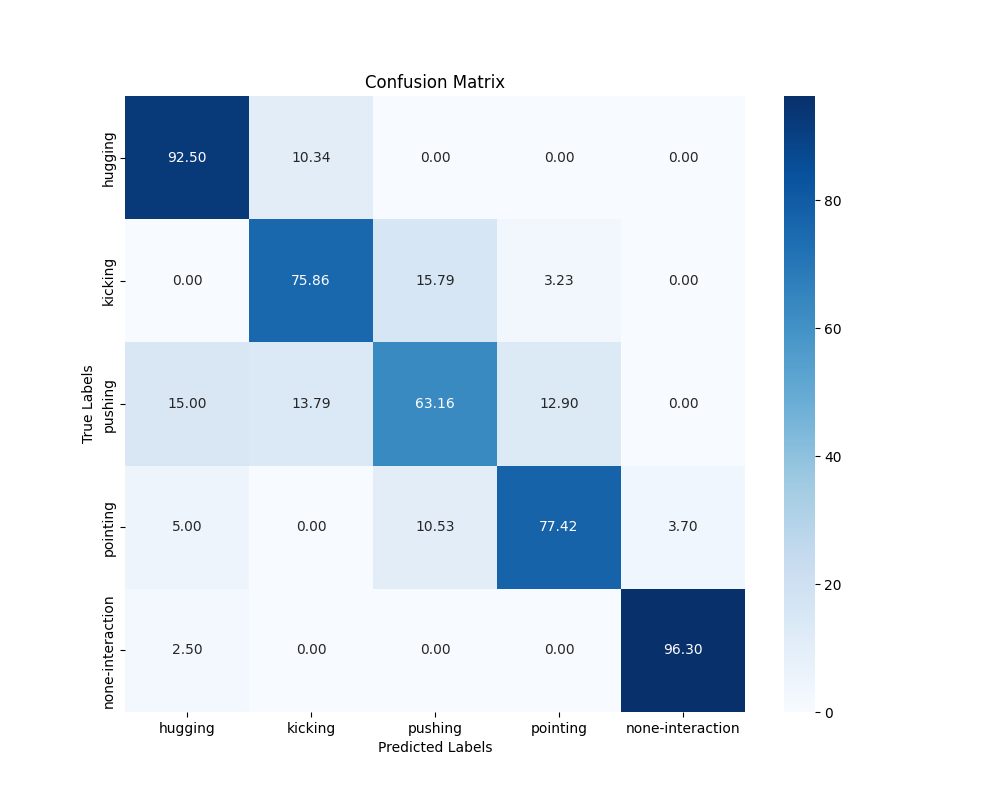 Confusion Matrix
True Labels
hugging 92.50 10.34 0.00 0.00 0.00
kicking 0.00 75.86 15.79 3.23 0.00
pushing 15.00 13.79 63.16 12.90 0.00
pointing 5.00 0.00 10.53 77.42 3.70
none-interaction 2.50 0.00 0.00 0.00 96.30
hugging kicking pushing pointing none-interaction
Predicted Labels
80
60
40
20
0